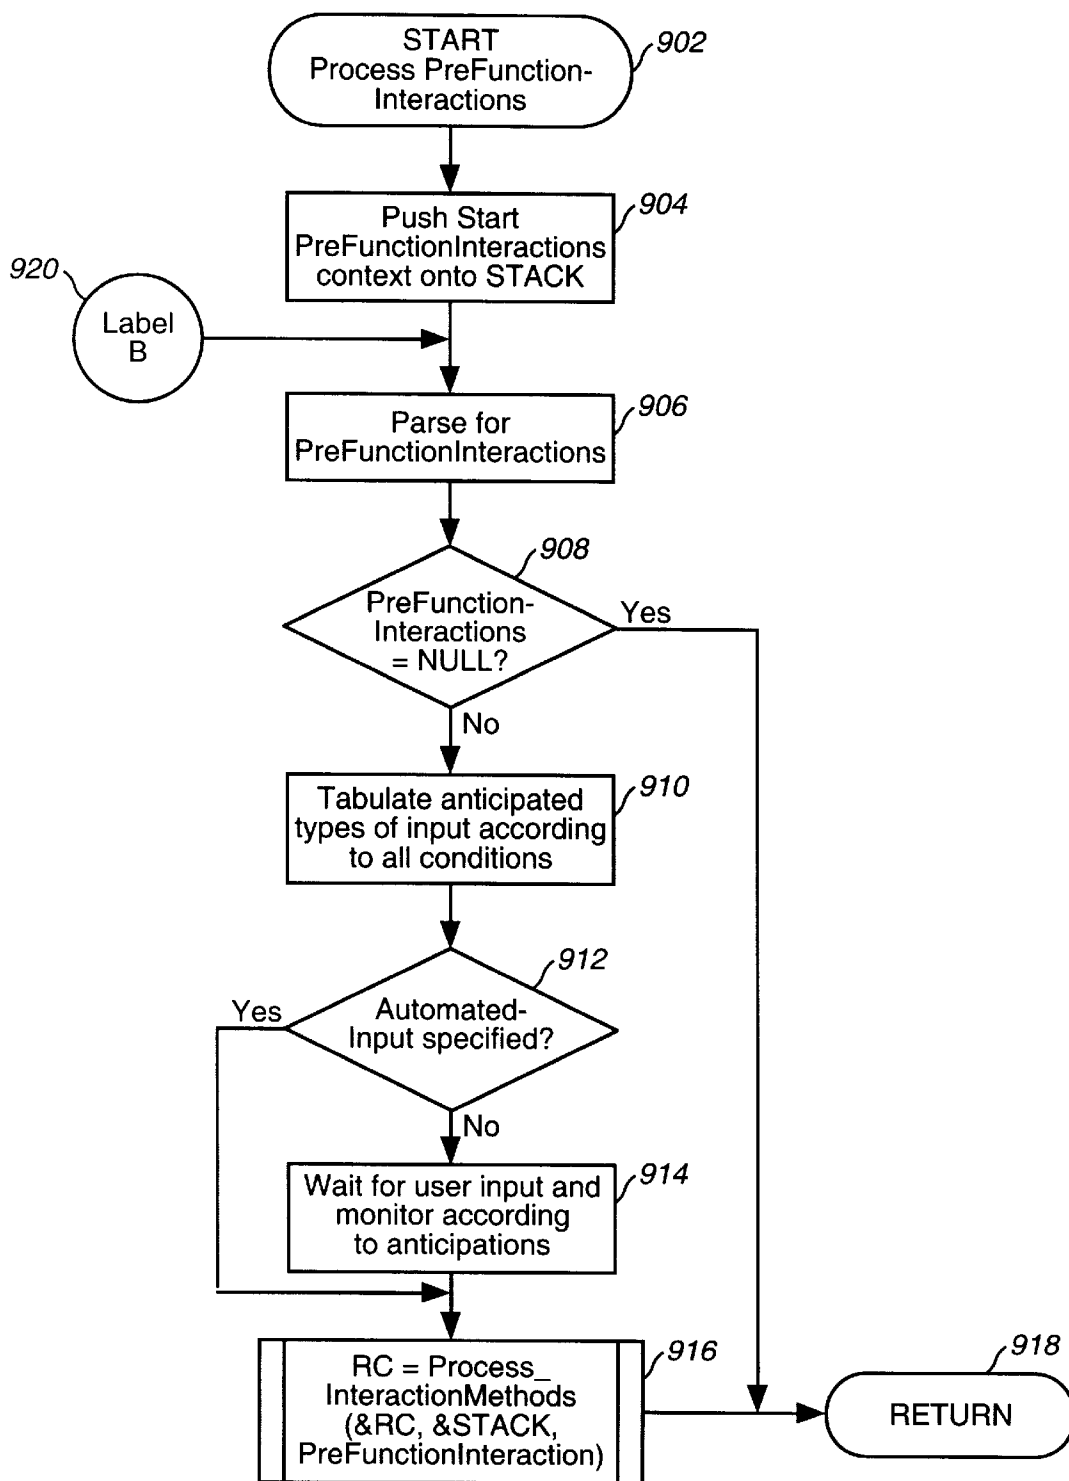 START
Process PreFunction-
Interactions
902
Push Start
PreFunctionInteractions
context onto STACK
904
920
Label
B
Parse for
PreFunctionInteractions
906
PreFunction-
Interactions
= NULL?
908
Yes
No
Tabulate anticipated
types of input according
to all conditions
910
Automated-
Input specified?
912
Yes
No
Wait for user input and
monitor according
to anticipations
914
RC = Process_
InteractionMethods
(&RC, &STACK,
PreFunctionInteraction)
916
RETURN
918